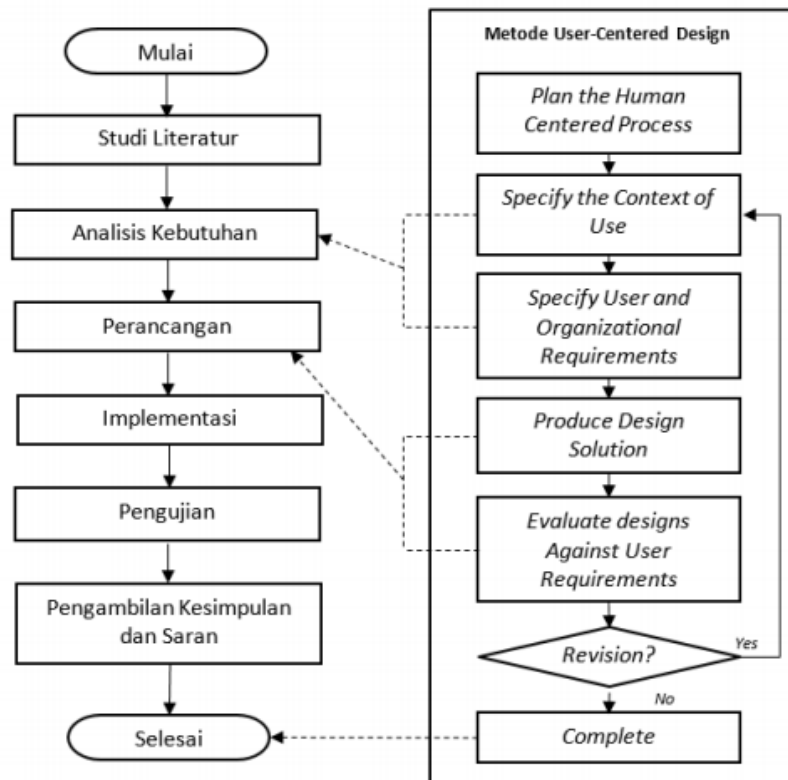 Mulai
Studi Literatur
Analisis Kebutuhan
Perancangan
Implementasi
Pengujian
Pengambilan Kesimpulan
dan Saran
Selesai
Metode User-Centered Design
Plan the Human
Centered Process
Specify the Context of
Use
Specify User and
Organizational
Requirements
Produce Design
Solution
Evaluate designs
Against User
Requirements
Revision?
Yes
No
Complete